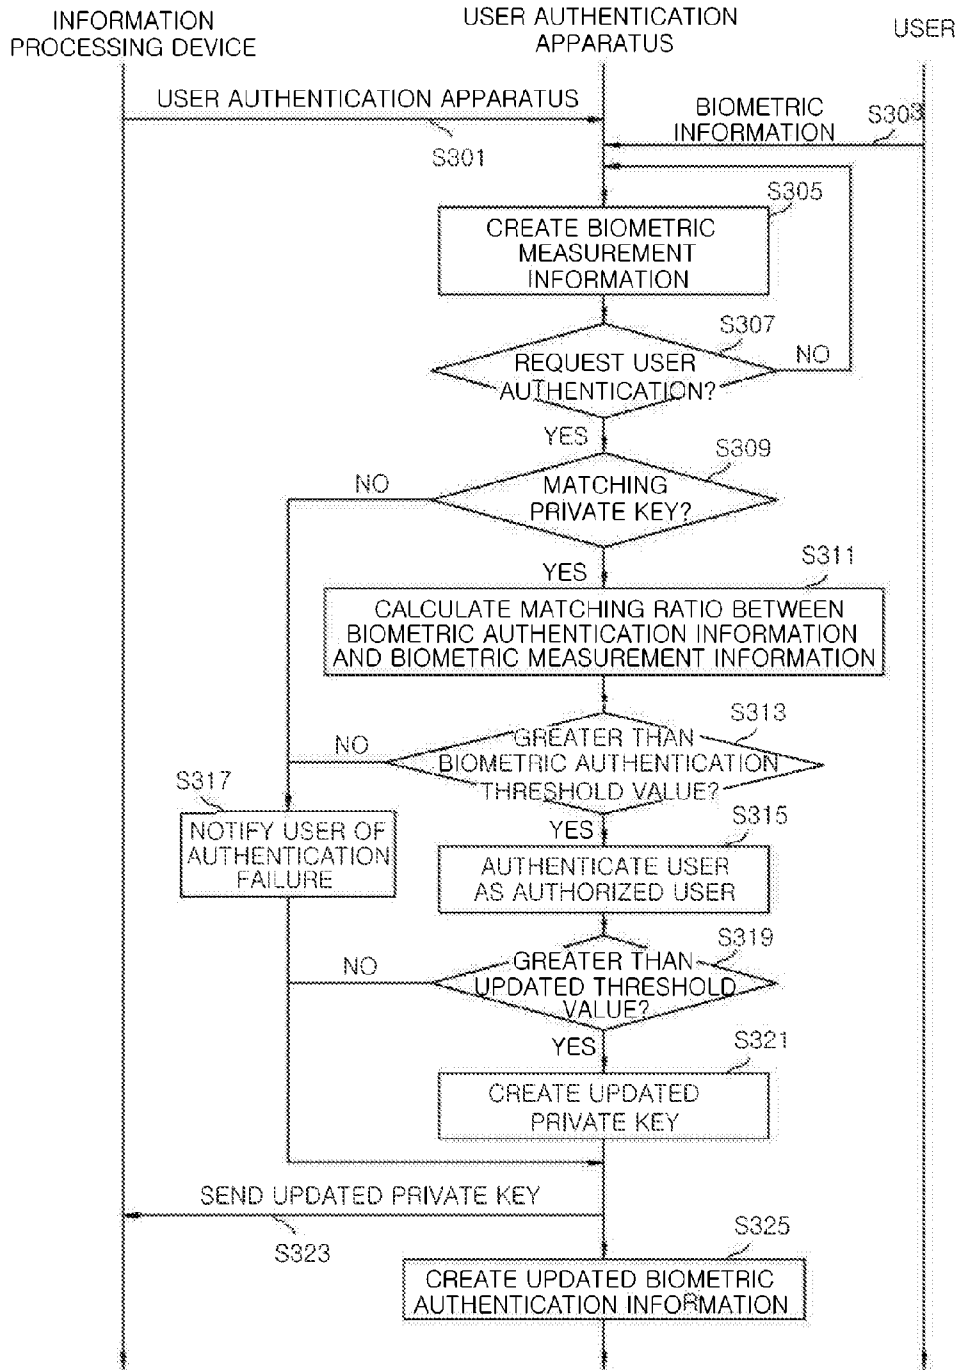 INFORMATION
PROCESSING DEVICE
USER AUTHENTICATION
APPARATUS
USER
USER AUTHENTICATION APPARATUS
S301
BIOMETRIC
INFORMATION
S303
S305
CREATE BIOMETRIC
MEASUREMENT
INFORMATION
S307
REQUEST USER
AUTHENTICATION?
NO
YES
S309
MATCHING
PRIVATE KEY?
NO
YES
S311
CALCULATE MATCHING RATIO BETWEEN
BIOMETRIC AUTHENTICATION INFORMATION
AND BIOMETRIC MEASUREMENT INFORMATION
S313
GREATER THAN
BIOMETRIC AUTHENTICATION
THRESHOLD VALUE?
NO
YES
S317
NOTIFY USER OF
AUTHENTICATION
FAILURE
S315
AUTHENTICATE USER
AS AUTHORIZED USER
S319
GREATER THAN
UPDATED THRESHOLD
VALUE?
NO
YES
S321
CREATE UPDATED
PRIVATE KEY
SEND UPDATED PRIVATE KEY
S323
S325
CREATE UPDATED BIOMETRIC
AUTHENTICATION INFORMATION